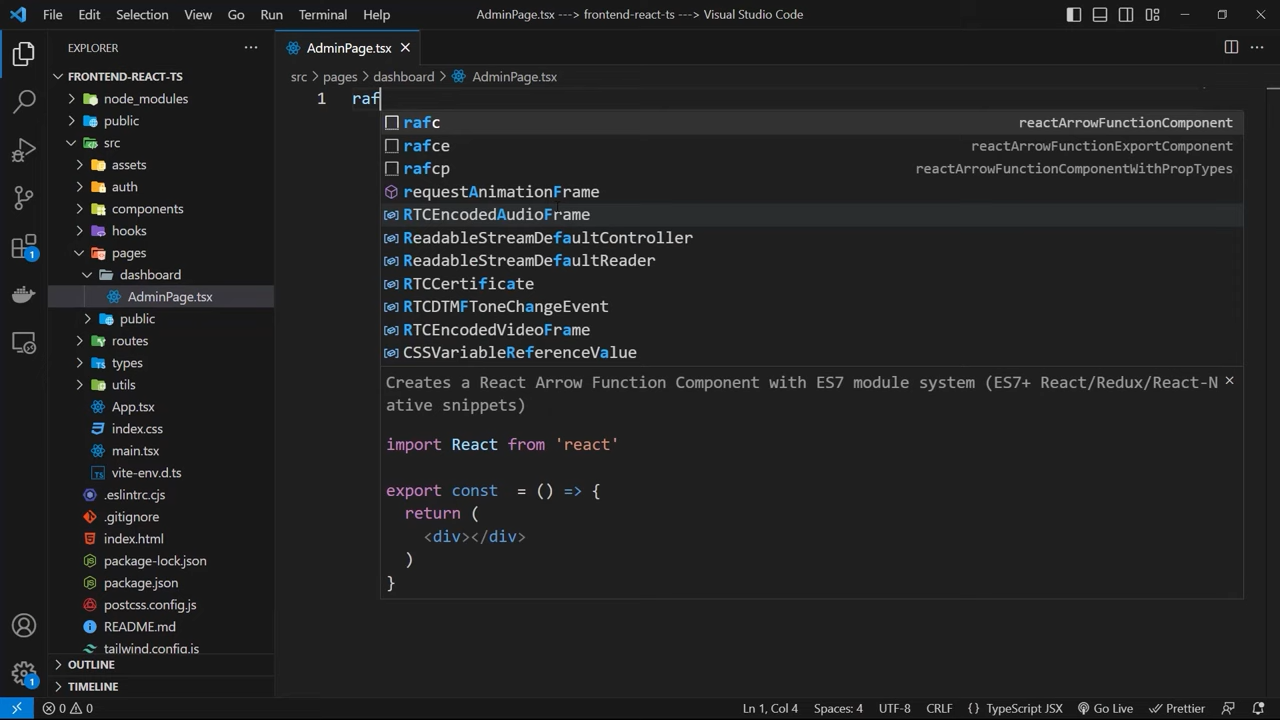 File Edit Selection View Go Run Terminal Help AdminPage.tsx ---> frontend-react-ts ---> Visual Studio Code
EXPLORER
AdminPage.tsx
FRONTEND-REACT-TS
src > pages > dashboard > AdminPage.tsx
node_modules
public
src
assets
auth
components
hooks
pages
dashboard
AdminPage.tsx
public
routes
types
utils
App.tsx
index.css
main.tsx
vite-env.d.ts
.eslintrc.cjs
.gitignore
index.html
package-lock.json
package.json
postcss.config.js
README.md
tailwind.config.js
OUTLINE
TIMELINE
1 raf
rafc reactArrowFunctionComponent
rafce reactArrowFunctionExportComponent
rafcp reactArrowFunctionComponentWithPropTypes
requestAnimationFrame
RTCEncodedAudioFrame
ReadableStreamDefaultController
ReadableStreamDefaultReader
RTCCertificate
RTCDTMFToneChangeEvent
RTCEncodedVideoFrame
CSSVariableReferenceValue
Creates a React Arrow Function Component with ES7 module system (ES7+ React/Redux/React-N
ative snippets)
import React from 'react'
export const  = () => {
return (
<div></div>
)
}
1
1
0 0 Ln 1, Col 4 Spaces: 4 UTF-8 CRLF {} TypeScript JSX Go Live Prettier